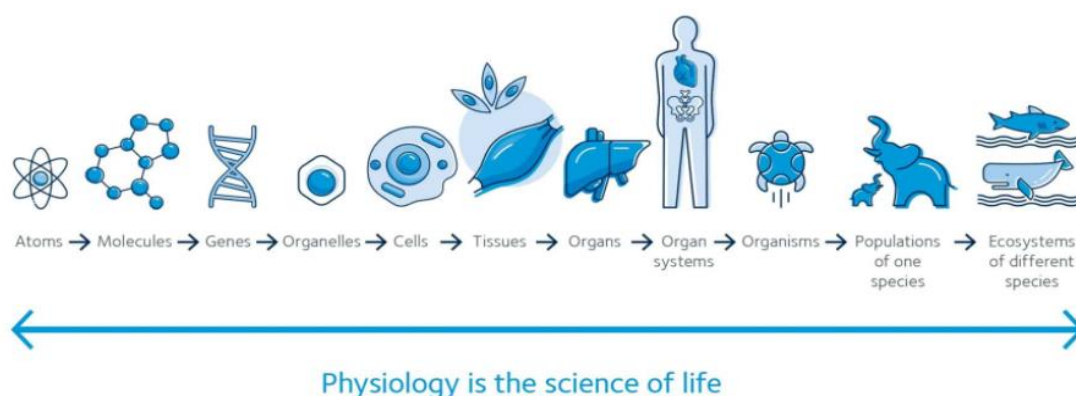 Atoms → Molecules → Genes → Organelles → Cells → Tissues → Organs → Organ systems → Organisms → Populations of one species → Ecosystems of different species
Physiology is the science of life